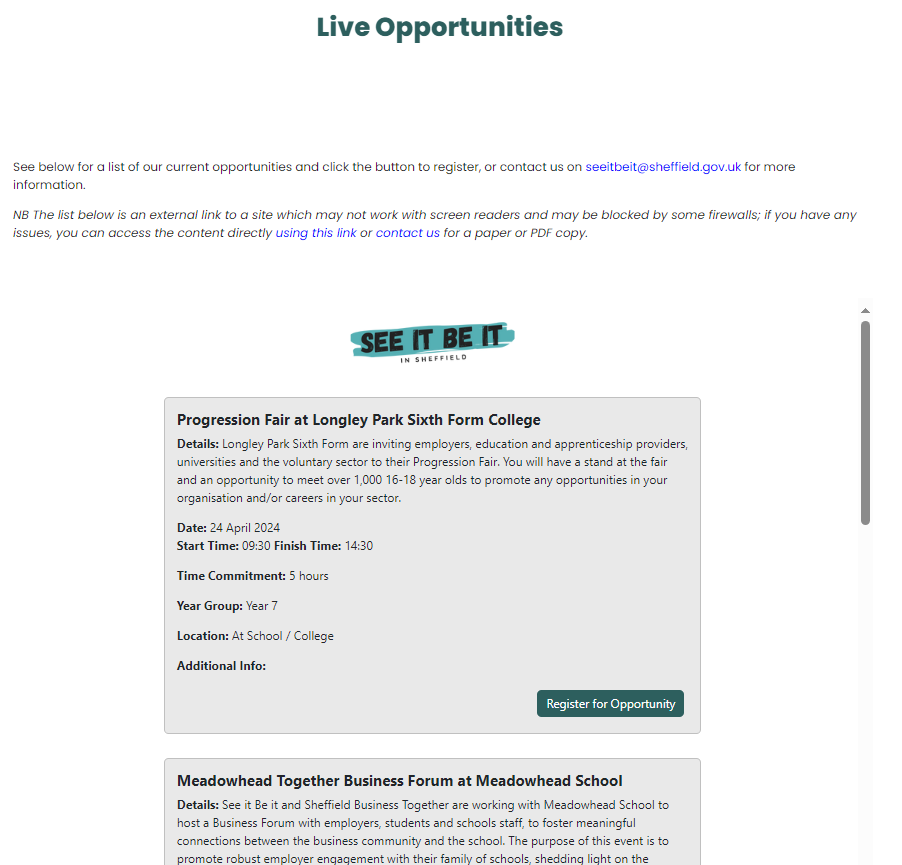 Live Opportunities
See below for a list of our current opportunities and click the button to register, or contact us on seeitbeit@sheffield.gov.uk for more
information.
NB The list below is an external link to a site which may not work with screen readers and may be blocked by some firewalls; if you have any
issues, you can access the content directly using this link or contact us for a paper or PDF copy.
SEE IT BE IT
IN SHEFFIELD
Progression Fair at Longley Park Sixth Form College
Details: Longley Park Sixth Form are inviting employers, education and apprenticeship providers,
universities and the voluntary sector to their Progression Fair. You will have a stand at the fair
and an opportunity to meet over 1,000 16-18 year olds to promote any opportunities in your
organisation and/or careers in your sector.
Date: 24 April 2024
Start Time: 09:30 Finish Time: 14:30
Time Commitment: 5 hours
Year Group: Year 7
Location: At School / College
Additional Info:
Register for Opportunity
Meadowhead Together Business Forum at Meadowhead School
Details: See it Be it and Sheffield Business Together are working with Meadowhead School to
host a Business Forum with employers, students and schools staff, to foster meaningful
connections between the business community and the school. The purpose of this event is to
promote robust employer engagement with their family of schools, shedding light on the